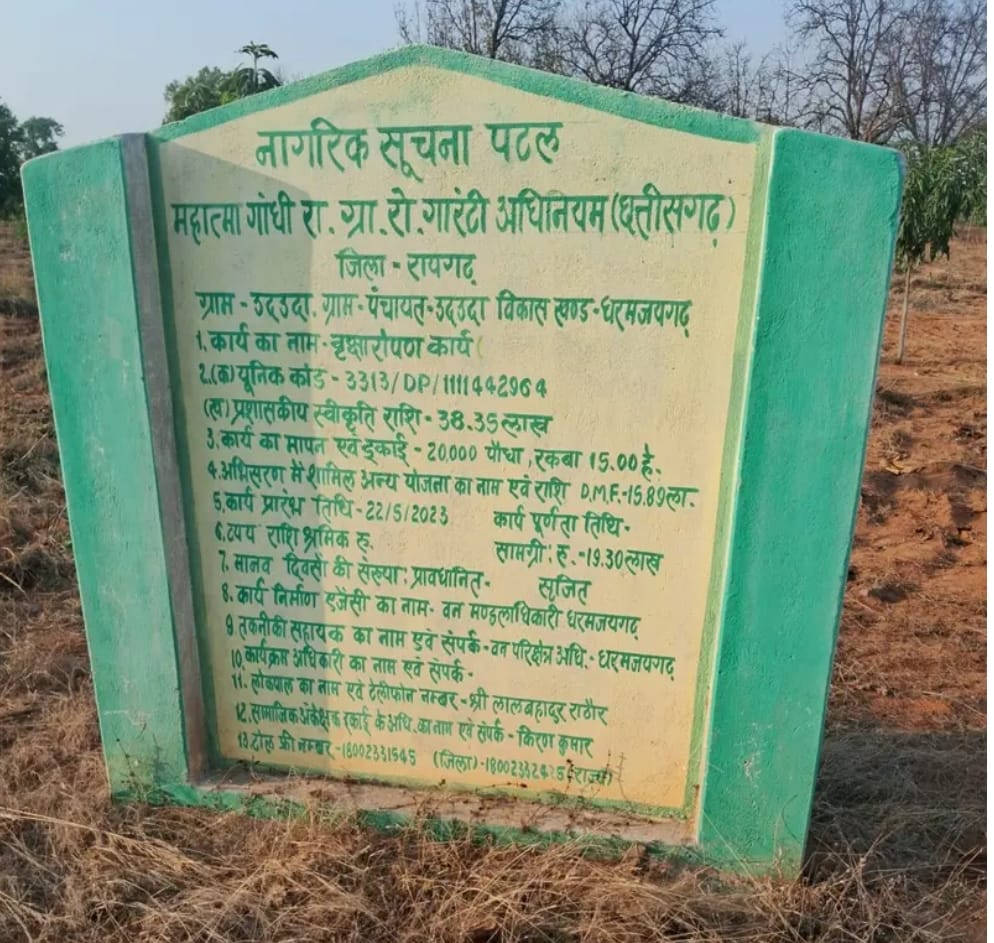 नागरिक सूचना पटल
महात्मा गांधी रा. ग्रा. रो. गारंटी अधिनियम (छत्तीसगढ़)
जिला - रायगढ़
ग्राम - उदउदा. ग्राम - पंचायत - उदउदा विकास खण्ड - धरमजयगढ़
1. कार्य का नाम - वृक्षारोपण कार्य (
2. (क) यूनिक कोड - 3313/DP/1111442964
(ख) प्रशासकीय स्वीकृति राशि - 38.35 लाख
3. कार्य का मापन एवं इकाई - 20,000 पौधा, रकबा 15.00 हे.
4. अभिसरण में शामिल अन्य योजना का नाम एवं राशि D.M.F.-15.89 ला.
5. कार्य प्रारंभ तिथि - 22/5/2023 कार्य पूर्णता तिथि -
6. व्यय राशि श्रमिक रु. सामग्री: रु. - 19.30 लाख
7. मानव दिवसों की संख्या: प्रावधानित - सृजित
8. कार्य निर्माण एजेंसी का नाम - वन मण्डलाधिकारी धरमजयगढ़
9 तकनीकी सहायक का नाम एवं संपर्क - वन परिक्षेत्र अधि. - धरमजयगढ़
10. कार्यक्रम अधिकारी का नाम एवं संपर्क -
11. लोकपाल का नाम एवं टेलीफोन नम्बर - श्री लालबहादुर राठौर
12. सामाजिक अंकेक्षक इकाई के अधि. का नाम एवं संपर्क - किरण कुमार
13. टोल फ्री नम्बर - 18002331545 (जिला) - (राज्य)